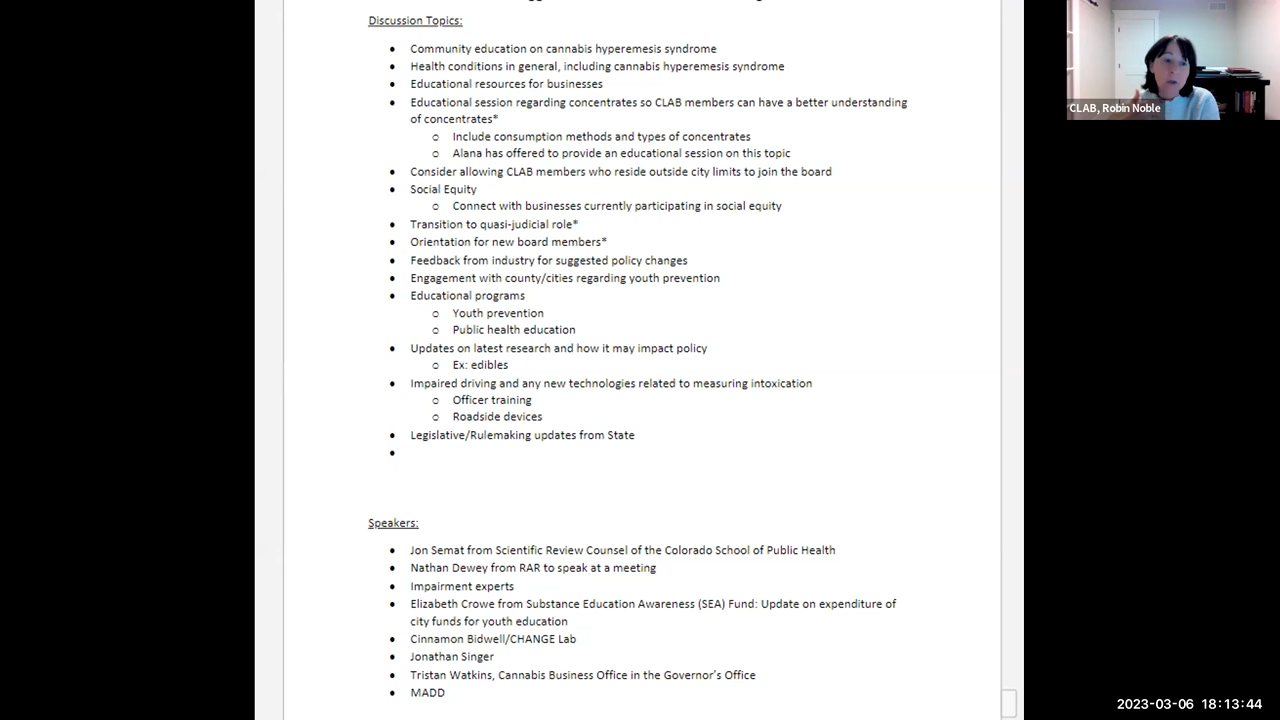 Discussion Topics:
• Community education on cannabis hyperemesis syndrome
• Health conditions in general, including cannabis hyperemesis syndrome
• Educational resources for businesses
• Educational session regarding concentrates so CLAB members can have a better understanding
of concentrates*
o Include consumption methods and types of concentrates
o Alana has offered to provide an educational session on this topic
• Consider allowing CLAB members who reside outside city limits to join the board
• Social Equity
o Connect with businesses currently participating in social equity
• Transition to quasi-judicial role*
• Orientation for new board members*
• Feedback from industry for suggested policy changes
• Engagement with county/cities regarding youth prevention
• Educational programs
o Youth prevention
o Public health education
• Updates on latest research and how it may impact policy
o Ex: edibles
• Impaired driving and any new technologies related to measuring intoxication
o Officer training
o Roadside devices
• Legislative/Rulemaking updates from State
•
Speakers:
• Jon Semat from Scientific Review Counsel of the Colorado School of Public Health
• Nathan Dewey from RAR to speak at a meeting
• Impairment experts
• Elizabeth Crowe from Substance Education Awareness (SEA) Fund: Update on expenditure of
city funds for youth education
• Cinnamon Bidwell/CHANGE Lab
• Jonathan Singer
• Tristan Watkins, Cannabis Business Office in the Governor's Office
• MADD
CLAB, Robin Noble
2023-03-06 18:13:44